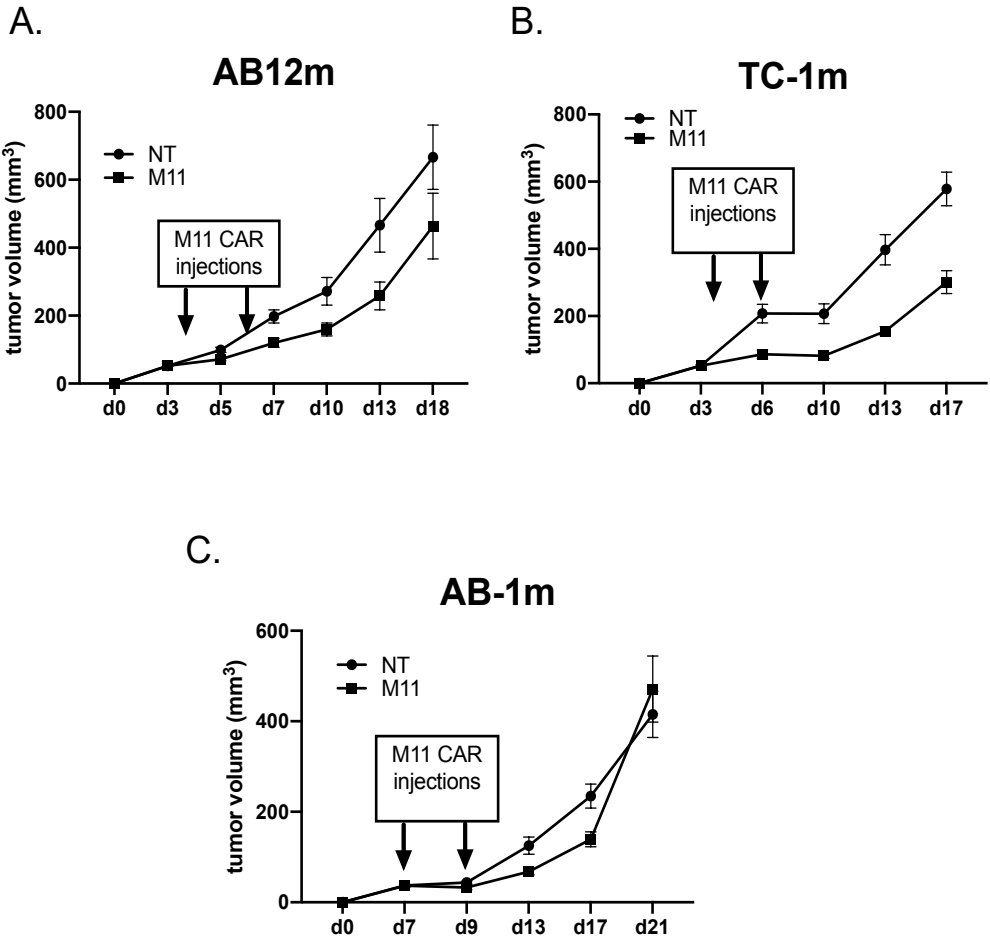 A.
AB12m
tumor volume (mm³)
800
600
400
200
0
NT
M11
M11 CAR
injections
d0 d3 d5 d7 d10 d13 d18
B.
TC-1m
tumor volume (mm³)
800
600
400
200
0
NT
M11
M11 CAR
injections
d0 d3 d6 d10 d13 d17
C.
AB-1m
tumor volume (mm³)
600
400
200
0
NT
M11
M11 CAR
injections
d0 d7 d9 d13 d17 d21